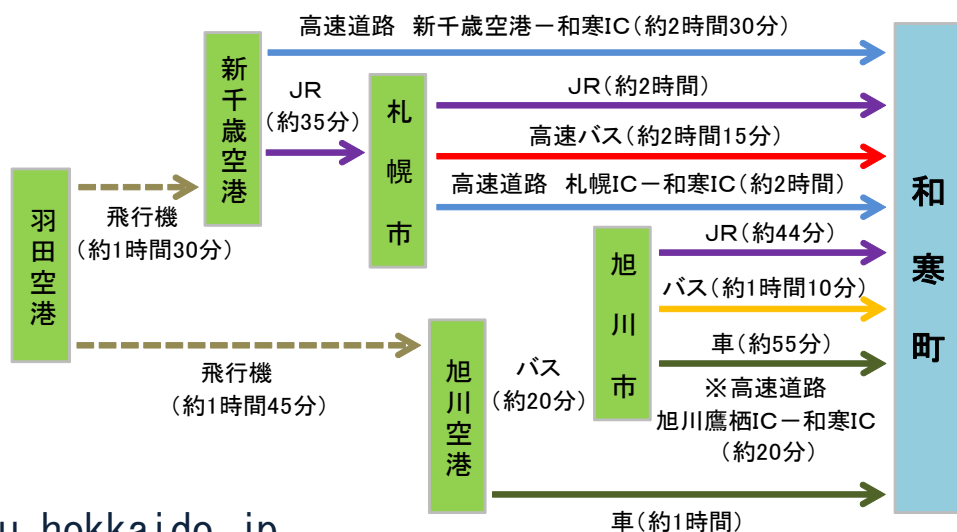 高速道路 新千歳空港－和寒IC(約2時間30分)
新千歳空港
JR
(約35分)
札幌市
JR(約2時間)
高速バス(約2時間15分)
高速道路 札幌IC－和寒IC(約2時間)
和寒町
羽田空港
飛行機
(約1時間30分)
旭川市
JR(約44分)
バス(約1時間10分)
車(約55分)
※高速道路
旭川鷹栖IC－和寒IC
(約20分)
飛行機
(約1時間45分)
旭川空港
バス
(約20分)
車(約1時間)
u.hokkaido.jp